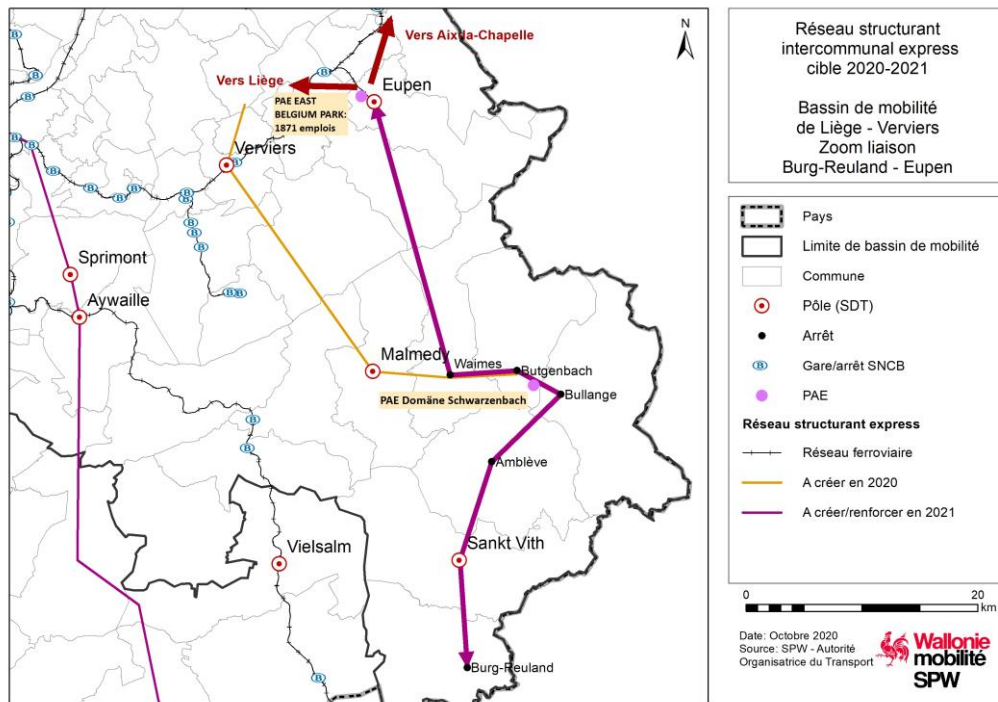 Vers Aix-la-Chapelle
N
Vers Liège
Eupen
PAE EAST
BELGIUM PARK:
1871 emplois
Verviers
Sprimont
Aywaille
Malmedy
Waimes
Butgenbach
Bullange
PAE Domäne Schwarzenbach
Amblève
Sankt Vith
Vielsalm
Burg-Reuland
Réseau structurant
intercommunal express
cible 2020-2021
Bassin de mobilité
de Liège - Verviers
Zoom liaison
Burg-Reuland - Eupen
Pays
Limite de bassin de mobilité
Commune
Pôle (SDT)
Arrêt
B Gare/arrêt SNCB
PAE
Réseau structurant express
Réseau ferroviaire
A créer en 2020
A créer/renforcer en 2021
0 20
km
Date: Octobre 2020
Source: SPW - Autorité
Organisatrice du Transport
Wallonie
mobilité
SPW